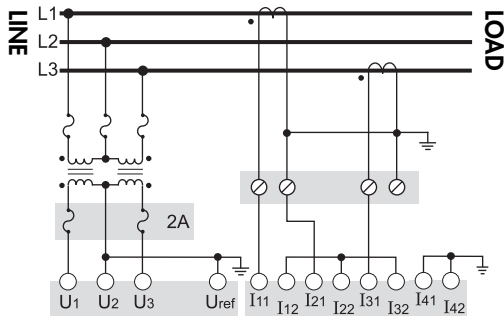 LINE
LOAD
L1
L2
L3
2A
U1 U2 U3 Uref I11 I12 I21 I22 I31 I32 I41 I42